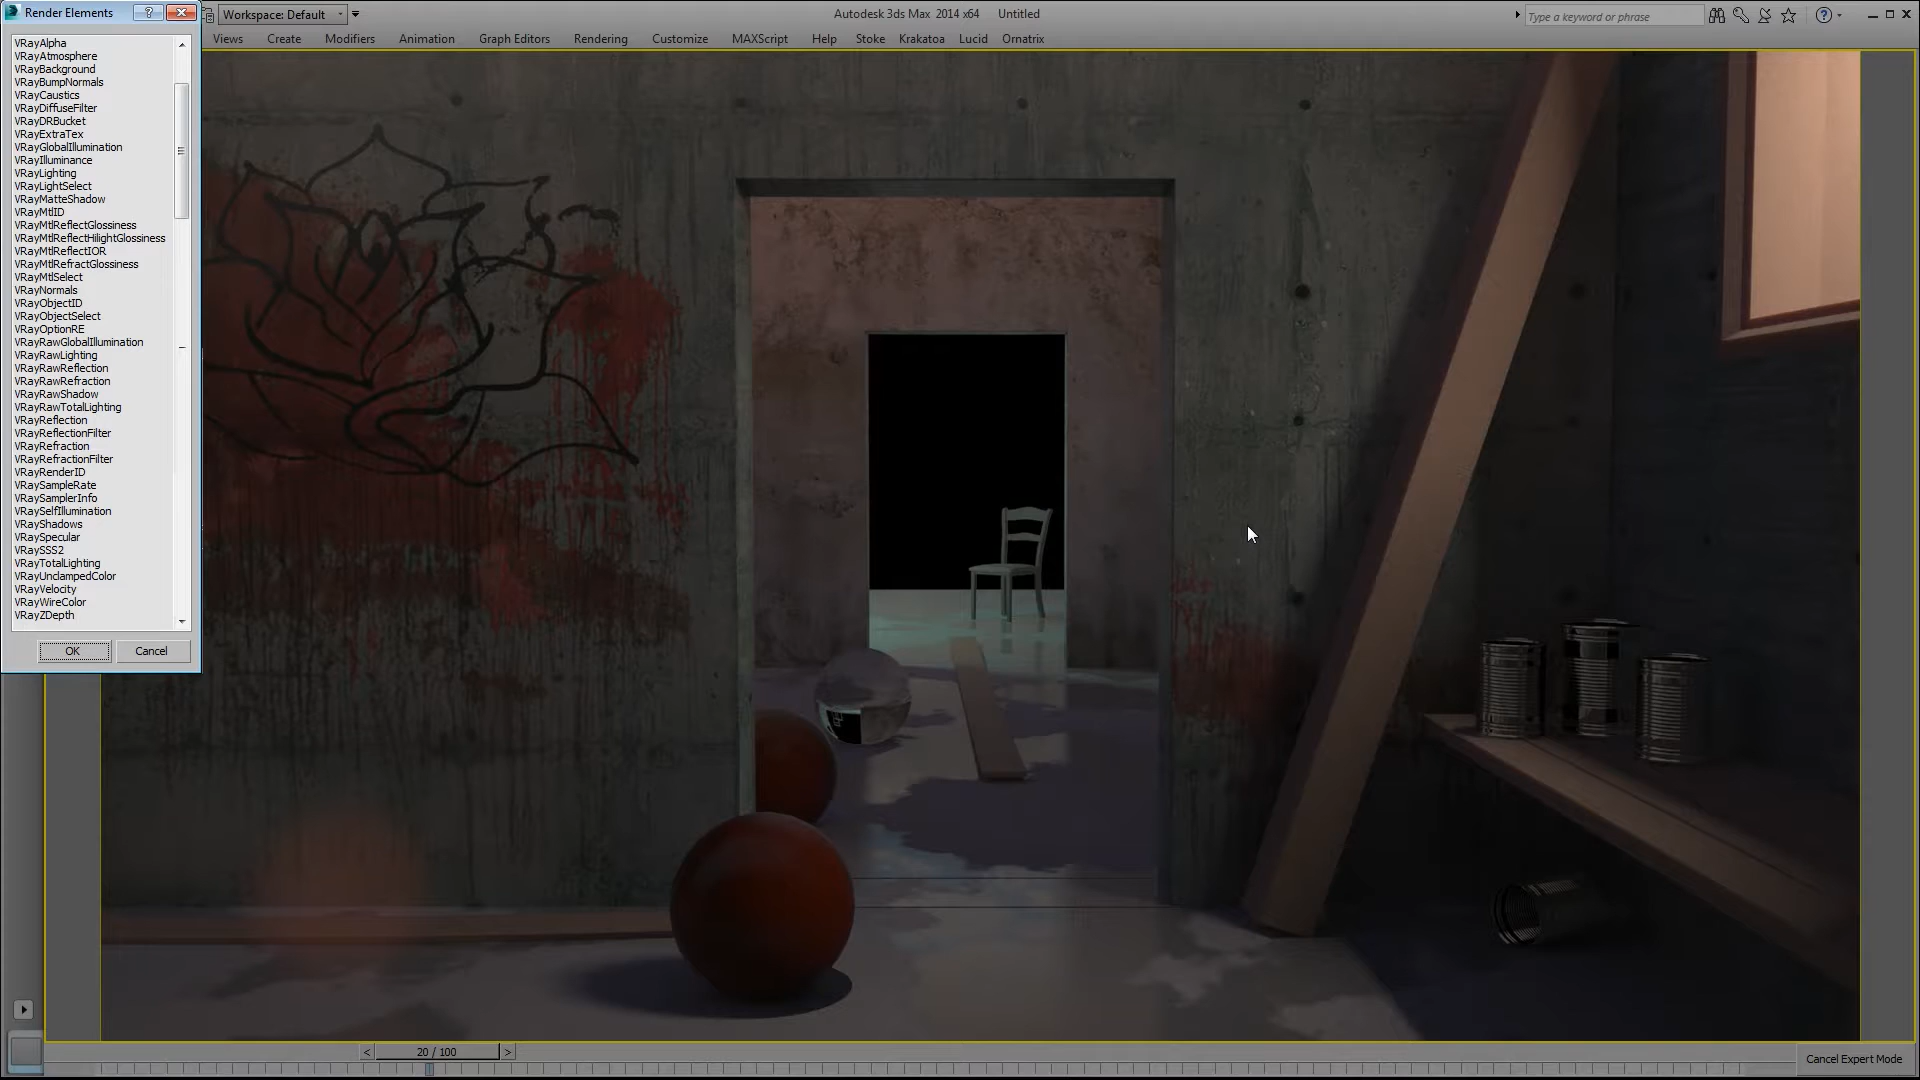 Render Elements
Workspace: Default
Autodesk 3ds Max 2014 x64 Untitled
Type a keyword or phrase
Views Create Modifiers Animation Graph Editors Rendering Customize MAXScript Help Stoke Krakatoa Lucid Ornatrix
VRayAlpha
VRayAtmosphere
VRayBackground
VRayBumpNormals
VRayCaustics
VRayDiffuseFilter
VRayDRBucket
VRayExtraTex
VRayGlobalIllumination
VRayIlluminance
VRayLighting
VRayLightSelect
VRayMatteShadow
VRayMtlID
VRayMtlReflectGlossiness
VRayMtlReflectHilightGlossiness
VRayMtlReflectIOR
VRayMtlRefractGlossiness
VRayMtlSelect
VRayNormals
VRayObjectID
VRayObjectSelect
VRayOptionRE
VRayRawGlobalIllumination
VRayRawLighting
VRayRawReflection
VRayRawRefraction
VRayRawShadow
VRayRawTotalLighting
VRayReflection
VRayReflectionFilter
VRayRefraction
VRayRefractionFilter
VRayRenderID
VRaySampleRate
VRaySamplerInfo
VRaySelfIllumination
VRayShadows
VRaySpecular
VRaySSS2
VRayTotalLighting
VRayUnclampedColor
VRayVelocity
VRayWireColor
VRayZDepth
OK Cancel
< 20 / 100 >
Cancel Expert Mode